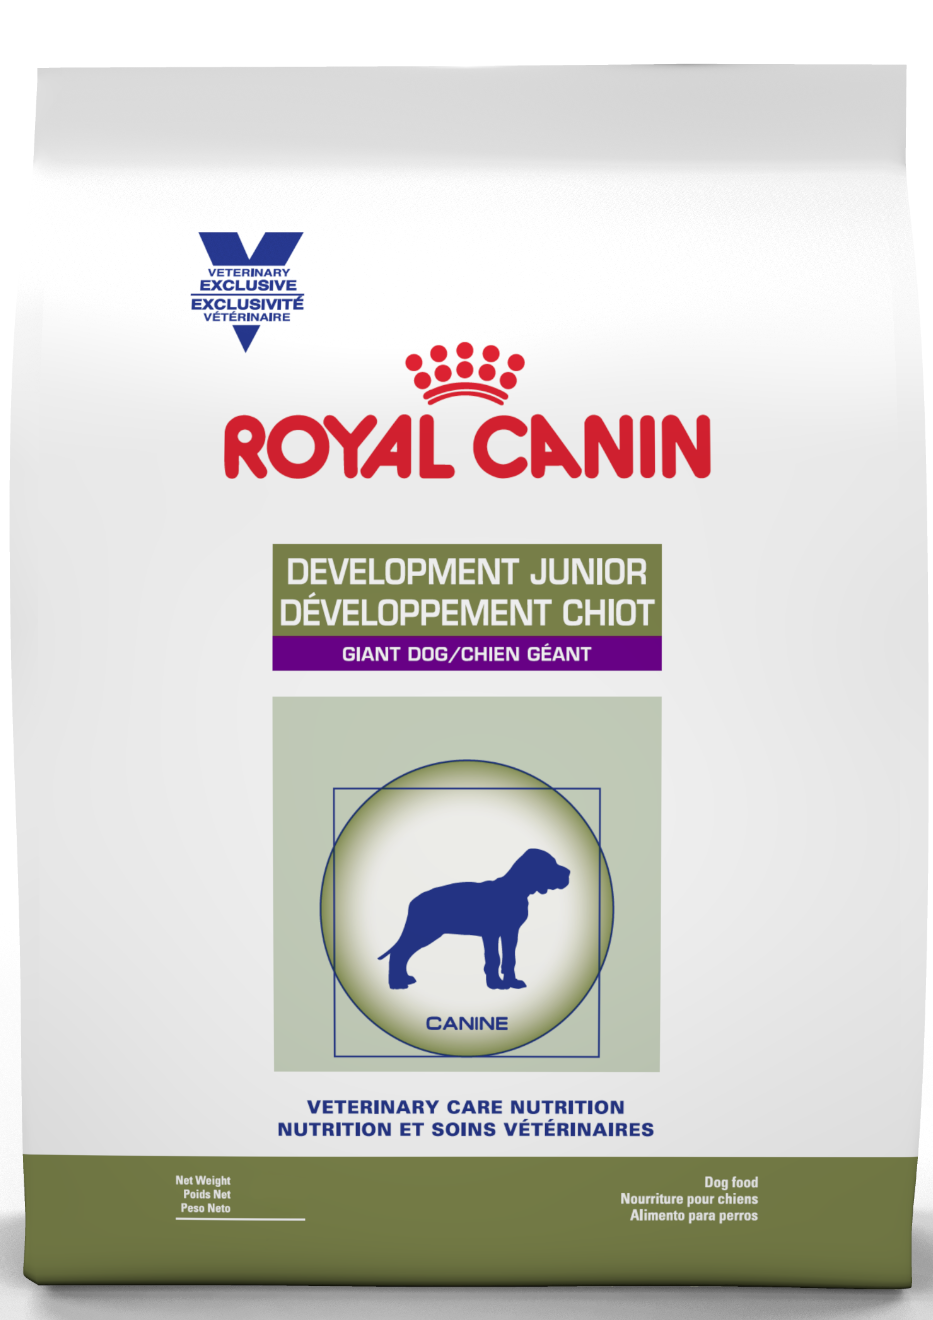 VETERINARY
EXCLUSIVE
EXCLUSIVITÉ
VÉTÉRINAIRE
ROYAL CANIN
DEVELOPMENT JUNIOR
DÉVELOPPEMENT CHIOT
GIANT DOG/CHIEN GÉANT
CANINE
VETERINARY CARE NUTRITION
NUTRITION ET SOINS VÉTÉRINAIRES
Net Weight
Poids Net
Peso Neto
Dog food
Nourriture pour chiens
Alimento para perros